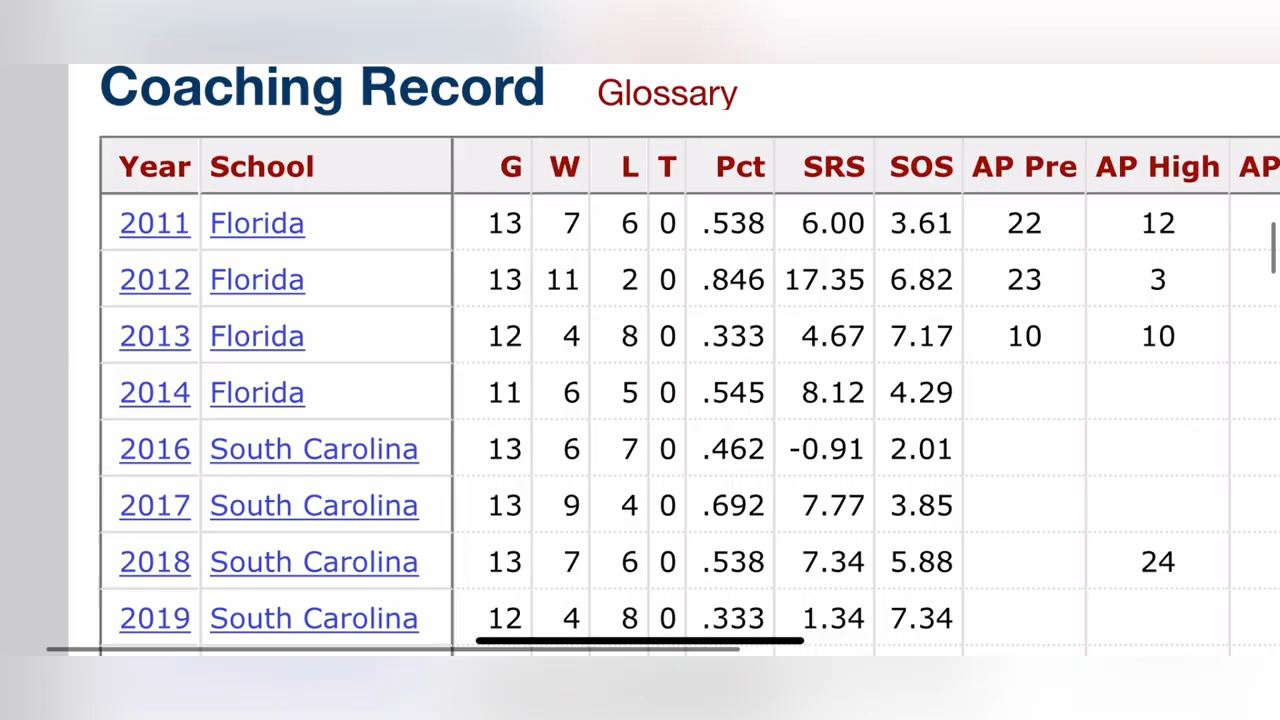 Coaching Record Glossary
Year School G W L T Pct SRS SOS AP Pre AP High AP
2011 Florida 13 7 6 0 .538 6.00 3.61 22 12
2012 Florida 13 11 2 0 .846 17.35 6.82 23 3
2013 Florida 12 4 8 0 .333 4.67 7.17 10 10
2014 Florida 11 6 5 0 .545 8.12 4.29
2016 South Carolina 13 6 7 0 .462 -0.91 2.01
2017 South Carolina 13 9 4 0 .692 7.77 3.85
2018 South Carolina 13 7 6 0 .538 7.34 5.88 24
2019 South Carolina 12 4 8 0 .333 1.34 7.34